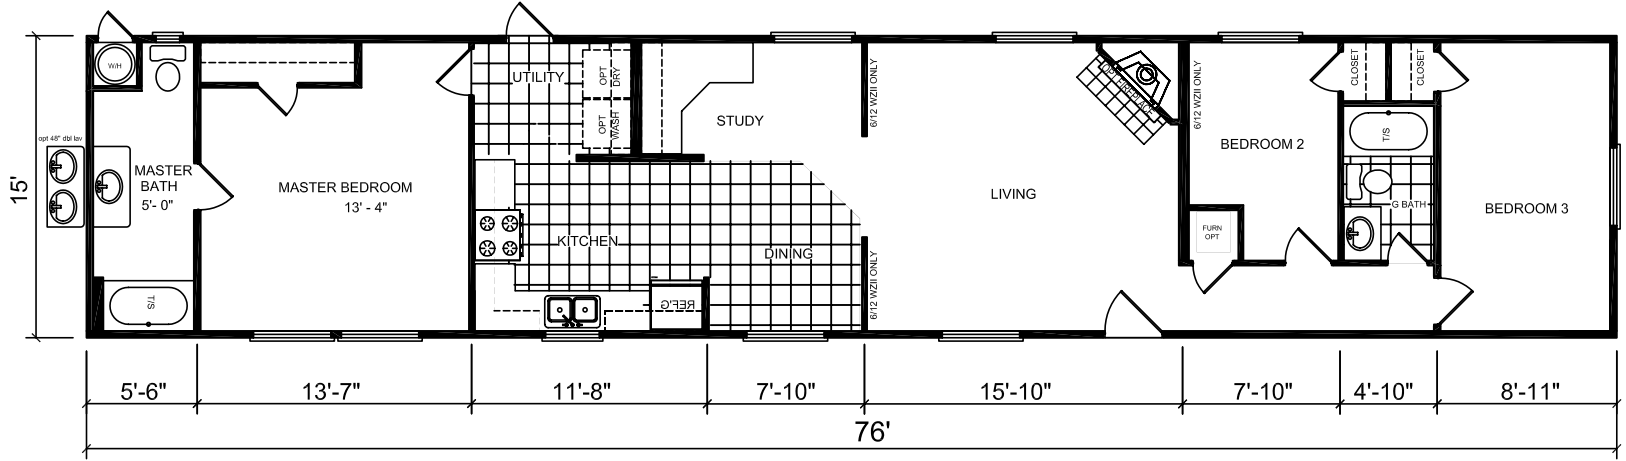 W/H
opt 48" dbl lav
MASTER
BATH
5'- 0"
T/S
MASTER BEDROOM
13' - 4"
UTILITY
OPT
DRY
OPT
WASH
STUDY
KITCHEN
DINING
REF'G
6/12 WZII ONLY
6/12 WZII ONLY
LIVING
OPT FIREPLACE
6/12 WZII ONLY
BEDROOM 2
FURN
OPT
CLOSET
CLOSET
T/S
G BATH
BEDROOM 3
15'
5'-6"
13'-7"
11'-8"
7'-10"
15'-10"
7'-10"
4'-10"
8'-11"
76'